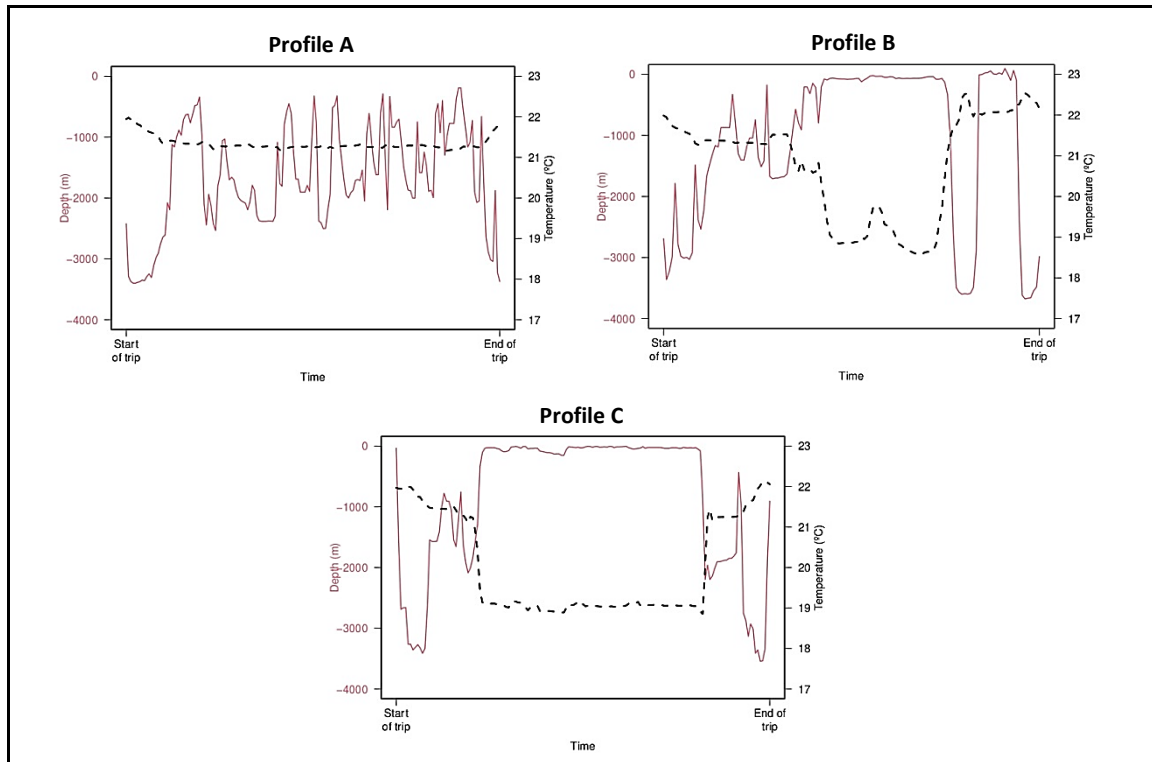 Profile A
0
−1000
−2000
−3000
−4000
Depth (m)
23
22
21
20
19
18
17
Temperature (ºC)
Start
of trip
End of
trip
Time
Profile B
0
−1000
−2000
−3000
−4000
Depth (m)
23
22
21
20
19
18
17
Temperature (ºC)
Start
of trip
End of
trip
Time
Profile C
0
−1000
−2000
−3000
−4000
Depth (m)
23
22
21
20
19
18
17
Temperature (ºC)
Start
of trip
End of
trip
Time